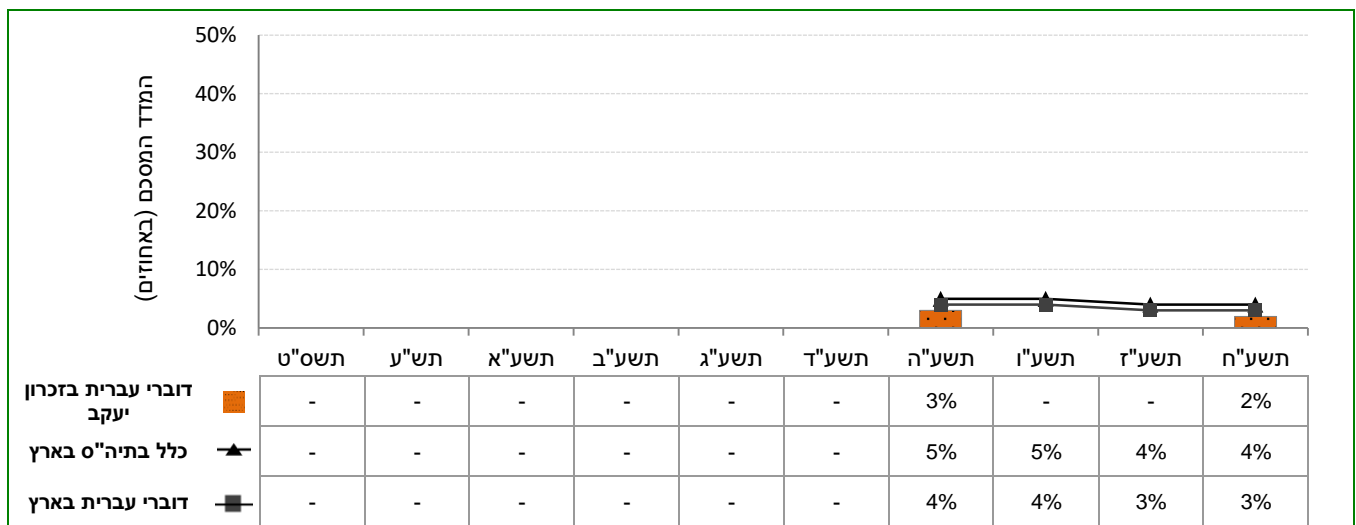 50%
40%
30%
20%
10%
0%
המדד המסכם (באחוזים)
תשס"ט תש"ע תשע"א תשע"ב תשע"ג תשע"ד תשע"ה תשע"ו תשע"ז תשע"ח
דוברי עברית בזכרון
יעקב
- - - - - - 3% - - 2%
כלל בתיה"ס בארץ - - - - - - 5% 5% 4% 4%
דוברי עברית בארץ - - - - - - 4% 4% 3% 3%